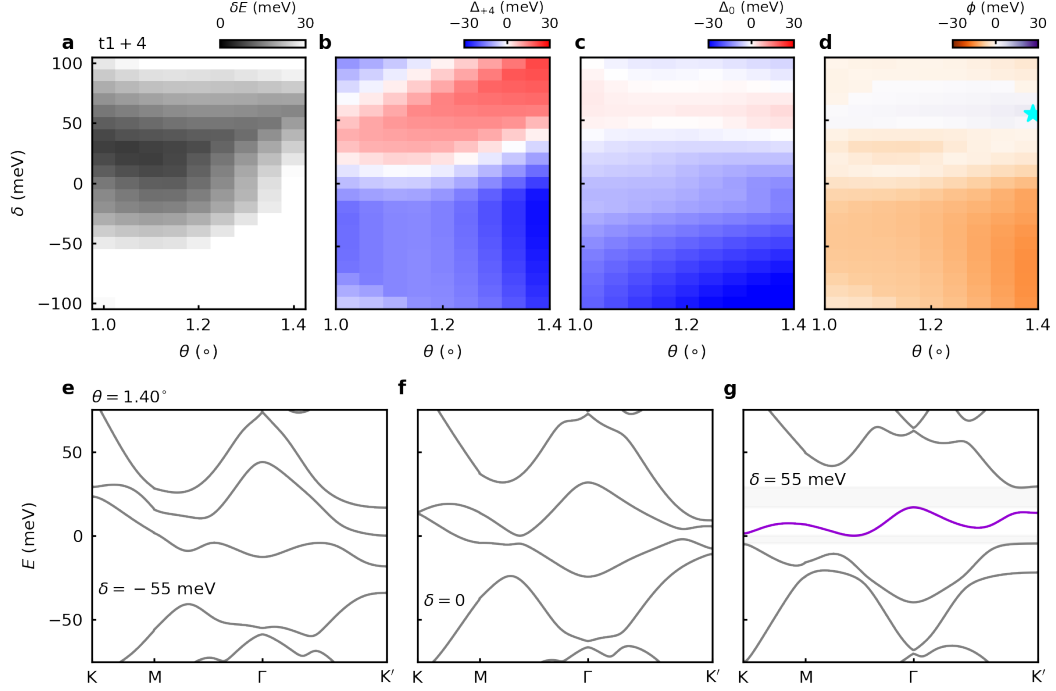 δE (meV)
0 30
Δ₊₄ (meV)
−30 0 30
Δ₀ (meV)
−30 0 30
ϕ (meV)
−30 0 30
a t1 + 4
b
c
d
100
50
0
−50
−100
δ (meV)
1.0 1.2 1.4
θ (∘)
1.0 1.2 1.4
θ (∘)
1.0 1.2 1.4
θ (∘)
1.0 1.2 1.4
θ (∘)
e
θ = 1.40°
f
g
50
0
−50
E (meV)
δ = −55 meV
δ = 0
δ = 55 meV
K M Γ K′
K M Γ K′
K M Γ K′